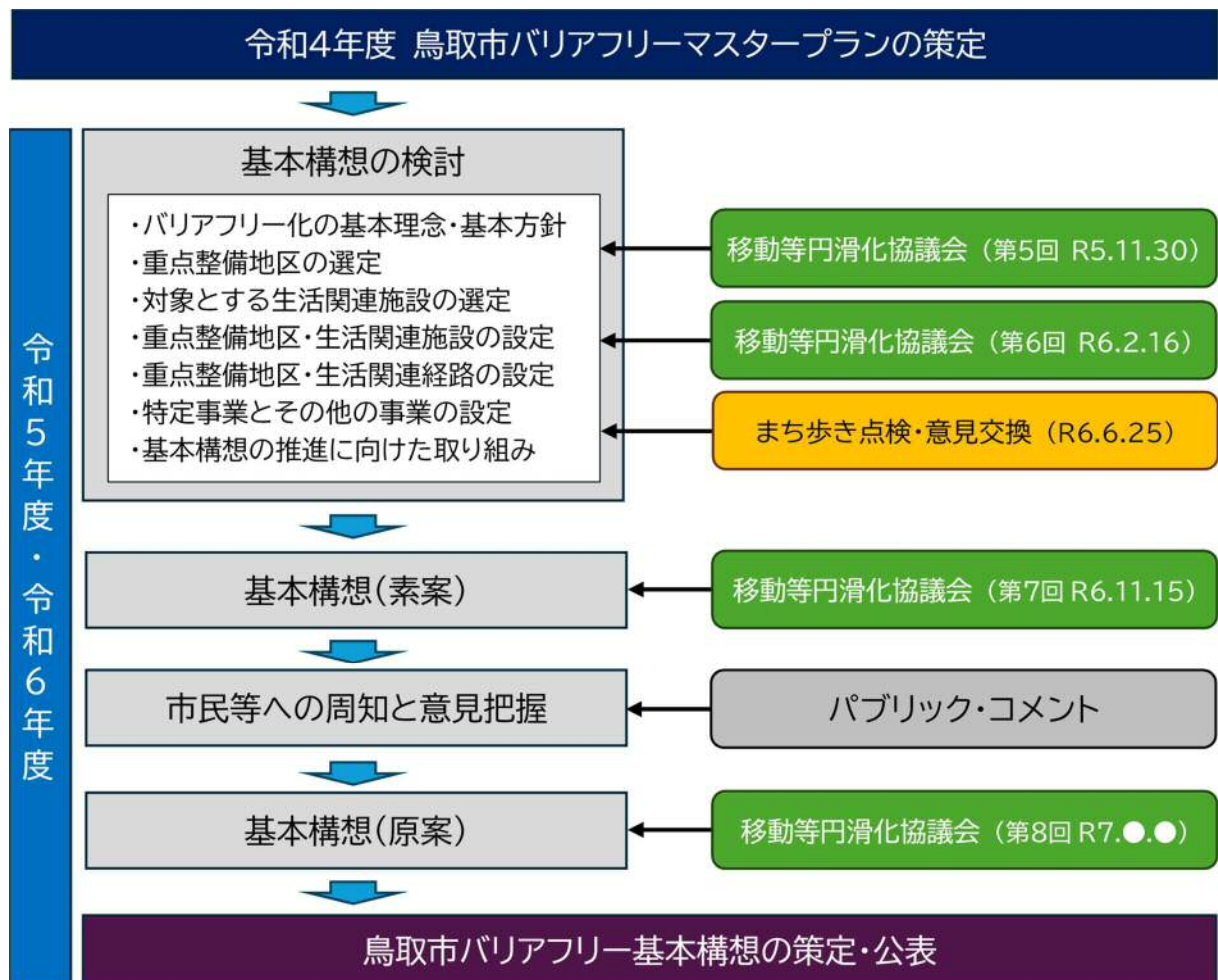 令和4年度 鳥取市バリアフリーマスタープランの策定
令和5年度・令和6年度
基本構想の検討
・バリアフリー化の基本理念・基本方針
・重点整備地区の選定
・対象とする生活関連施設の選定
・重点整備地区・生活関連施設の設定
・重点整備地区・生活関連経路の設定
・特定事業とその他の事業の設定
・基本構想の推進に向けた取り組み
移動等円滑化協議会（第5回 R5.11.30）
移動等円滑化協議会（第6回 R6.2.16）
まち歩き点検・意見交換（R6.6.25）
基本構想（素案）
移動等円滑化協議会（第7回 R6.11.15）
市民等への周知と意見把握
パブリック・コメント
基本構想（原案）
移動等円滑化協議会（第8回 R7.●.●）
鳥取市バリアフリー基本構想の策定・公表